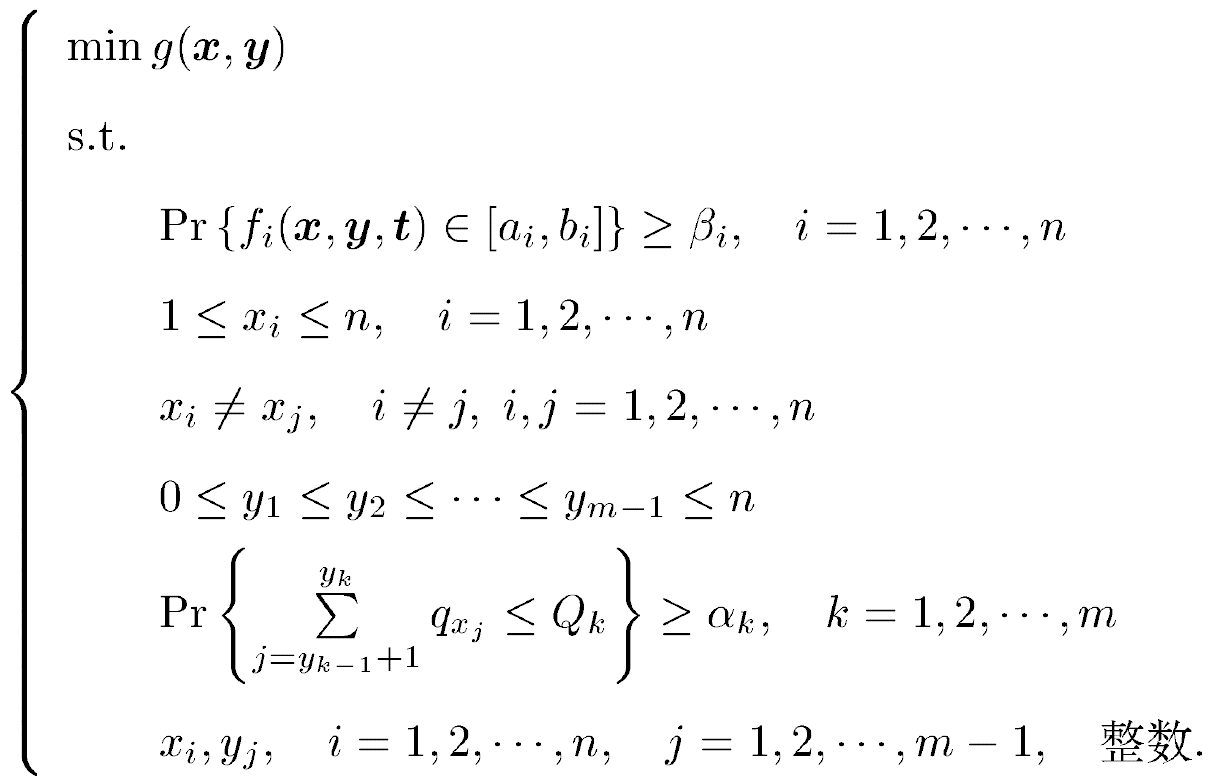 min g(x, y)
s.t.
Pr {f_i(x, y, t) ∈ [a_i, b_i]} ≥ β_i, i = 1, 2, ⋯, n
1 ≤ x_i ≤ n, i = 1, 2, ⋯, n
x_i ≠ x_j, i ≠ j, i, j = 1, 2, ⋯, n
0 ≤ y_1 ≤ y_2 ≤ ⋯ ≤ y_{m−1} ≤ n
Pr { ∑_{j=y_{k−1}+1}^{y_k} q_{x_j} ≤ Q_k } ≥ α_k, k = 1, 2, ⋯, m
x_i, y_j, i = 1, 2, ⋯, n, j = 1, 2, ⋯, m − 1, 整数.